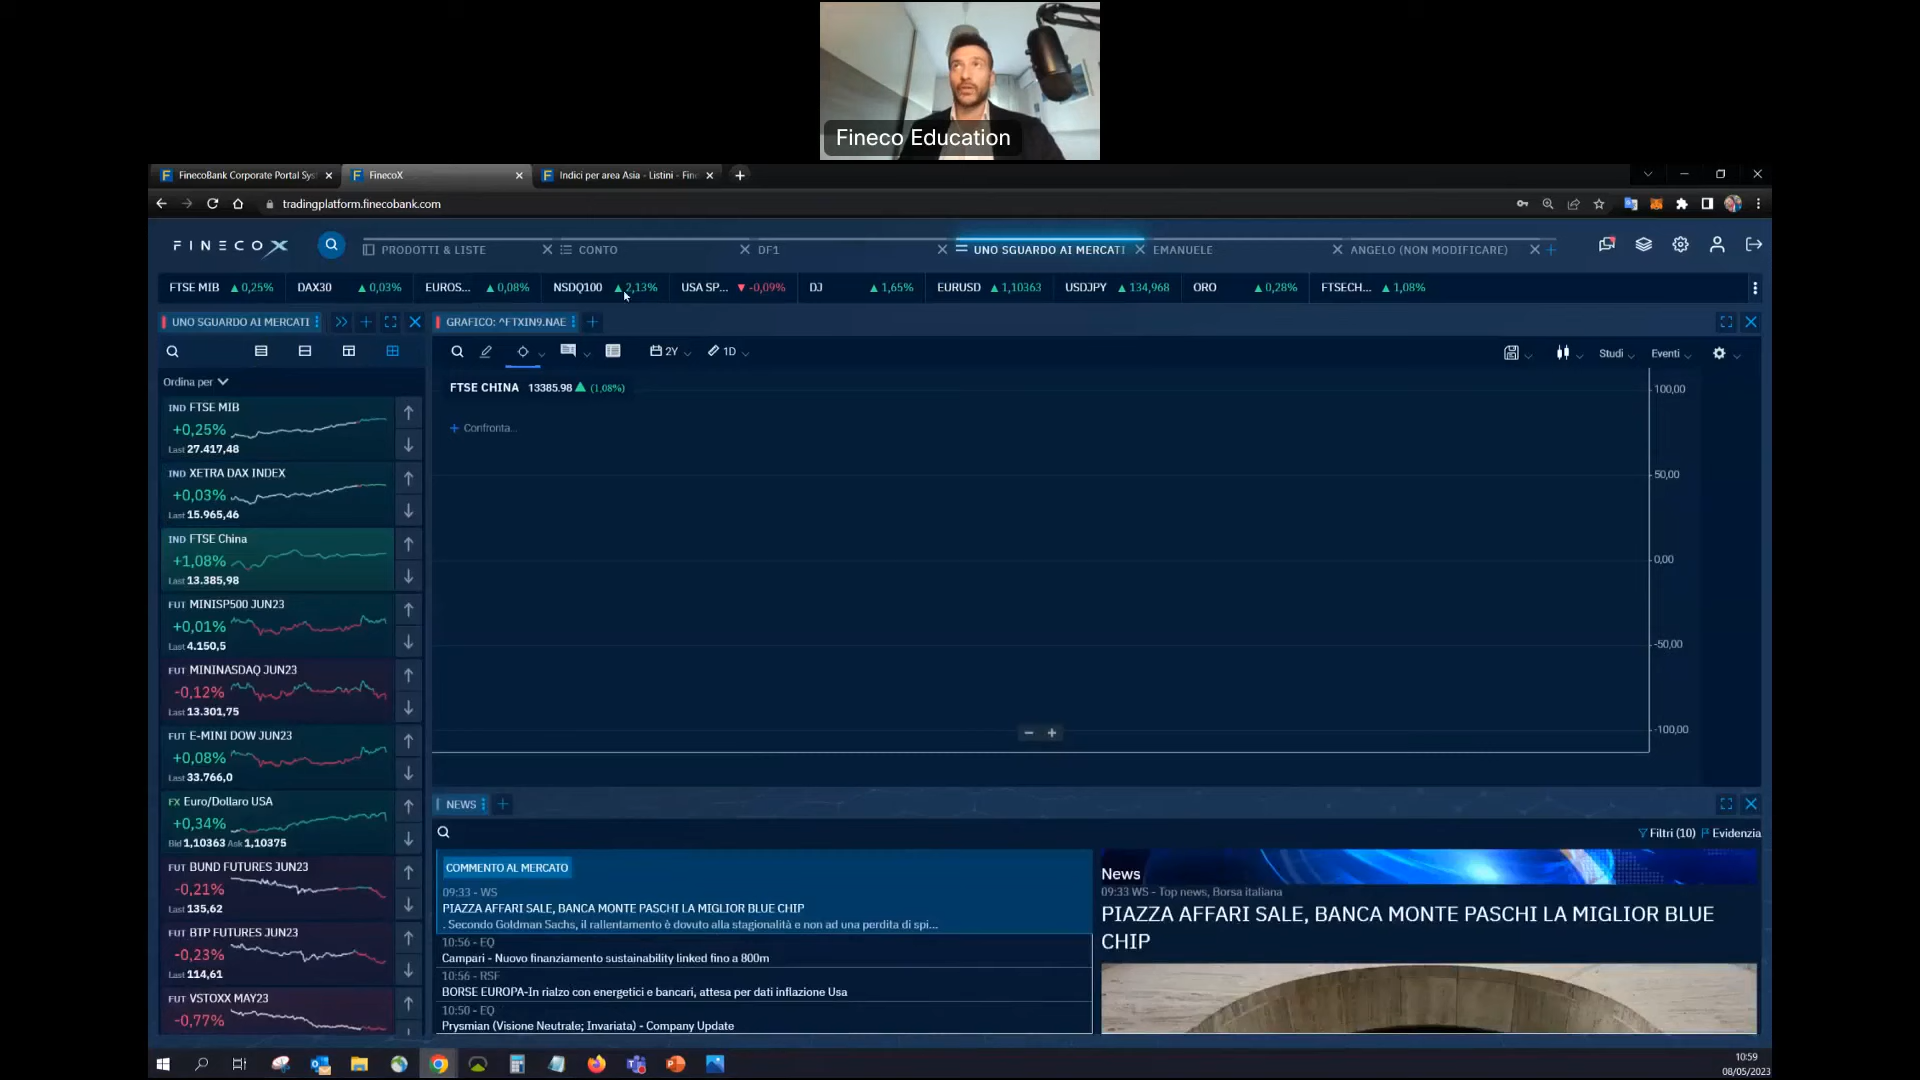 Fineco Education
FinecoBank Corporate Portal Sys
FinecoX
Indici per area Asia - Listini - Fin
tradingplatform.finecobank.com
FINECOX
PRODOTTI & LISTE
CONTO
DF1
UNO SGUARDO AI MERCATI
EMANUELE
ANGELO (NON MODIFICARE)
FTSE MIB ▲ 0,25%
DAX30 ▲ 0,03%
EUROS... ▲ 0,08%
NSDQ100 ▲ 2,13%
USA SP... ▼ -0,09%
DJ ▲ 1,65%
EURUSD ▲ 1,10363
USDJPY ▲ 134,968
ORO ▲ 0,28%
FTSECH... ▲ 1,08%
UNO SGUARDO AI MERCATI
Ordina per
IND FTSE MIB
+0,25%
Last 27.417,48
IND XETRA DAX INDEX
+0,03%
Last 15.965,46
IND FTSE China
+1,08%
Last 13.385,98
FUT MINISP500 JUN23
+0,01%
Last 4.150,5
FUT MININASDAQ JUN23
-0,12%
Last 13.301,75
FUT E-MINI DOW JUN23
+0,08%
Last 33.766,0
FX Euro/Dollaro USA
+0,34%
Bid 1,10363 Ask 1,10375
FUT BUND FUTURES JUN23
-0,21%
Last 135,62
FUT BTP FUTURES JUN23
-0,23%
Last 114,61
FUT VSTOXX MAY23
-0,77%
GRAFICO: ^FTXIN9.NAE
2Y
1D
Studi
Eventi
FTSE CHINA 13385.98 ▲ (1,08%)
+ Confronta...
100,00
50,00
0,00
-50,00
-100,00
NEWS
Filtri (10)
Evidenzia
COMMENTO AL MERCATO
09:33 - WS
PIAZZA AFFARI SALE, BANCA MONTE PASCHI LA MIGLIOR BLUE CHIP
. Secondo Goldman Sachs, il rallentamento è dovuto alla stagionalità e non ad una perdita di spi...
10:56 - EQ
Campari - Nuovo finanziamento sustainability linked fino a 800m
10:56 - RSF
BORSE EUROPA-In rialzo con energetici e bancari, attesa per dati inflazione Usa
10:50 - EQ
Prysmian (Visione Neutrale; Invariata) - Company Update
News
09:33 WS - Top news, Borsa italiana
PIAZZA AFFARI SALE, BANCA MONTE PASCHI LA MIGLIOR BLUE
CHIP
10:59
08/05/2023